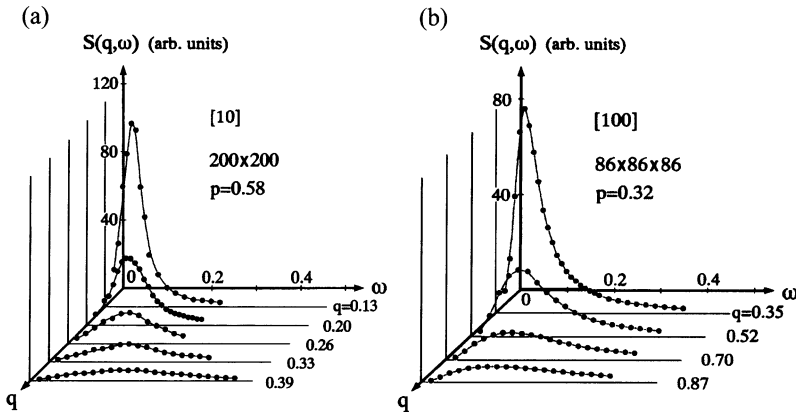 (a)
S(q,ω) (arb. units)
120
80
40
0
0.2
0.4
ω
[10]
200x200
p=0.58
q=0.13
0.20
0.26
0.33
0.39
q
(b)
S(q,ω) (arb. units)
80
40
0
0.2
0.4
ω
[100]
86x86x86
p=0.32
q=0.35
0.52
0.70
0.87
q